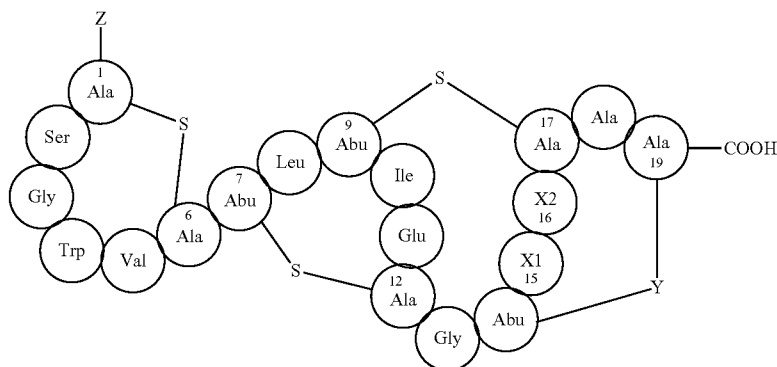 Z
1
Ala
S
Ser
Gly
Trp
Val
6
Ala
7
Abu
Leu
9
Abu
Ile
Glu
S
12
Ala
Gly
Abu
X1
15
X2
16
17
Ala
S
Ala
Ala
19
COOH
Y